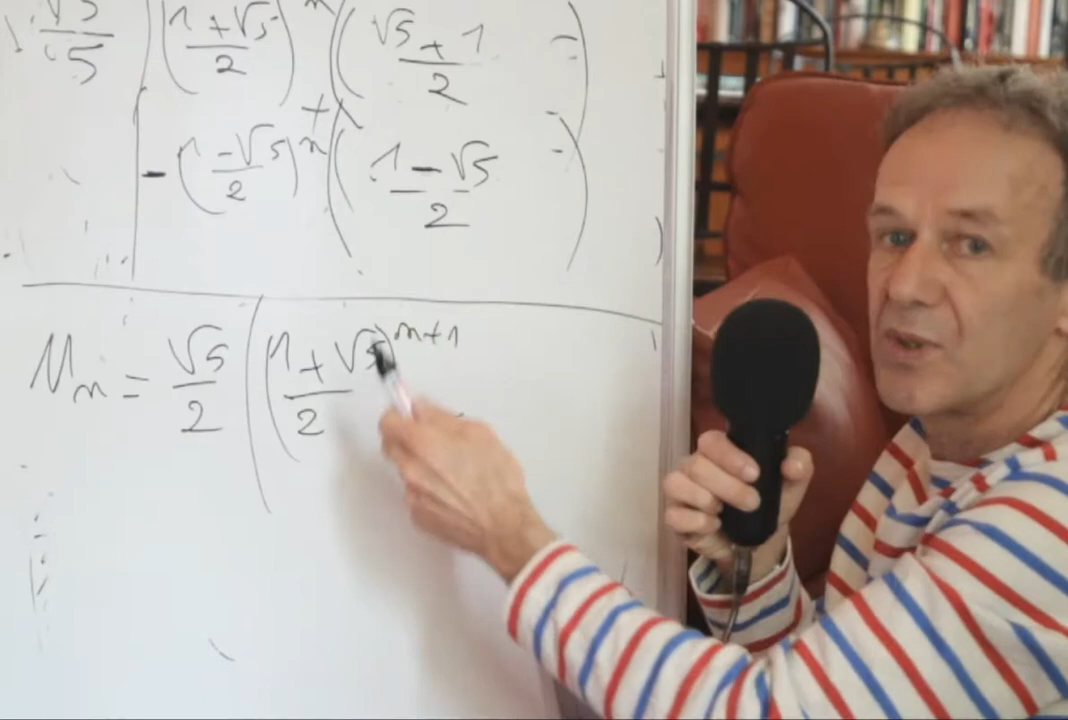 √5/5 ((1+√5)/2)^n ((√5+1)/2)
+
- ((1-√5)/2)^n ((1-√5)/2)
u_n = √5/2 ((1+√5)/2)^{n+1}